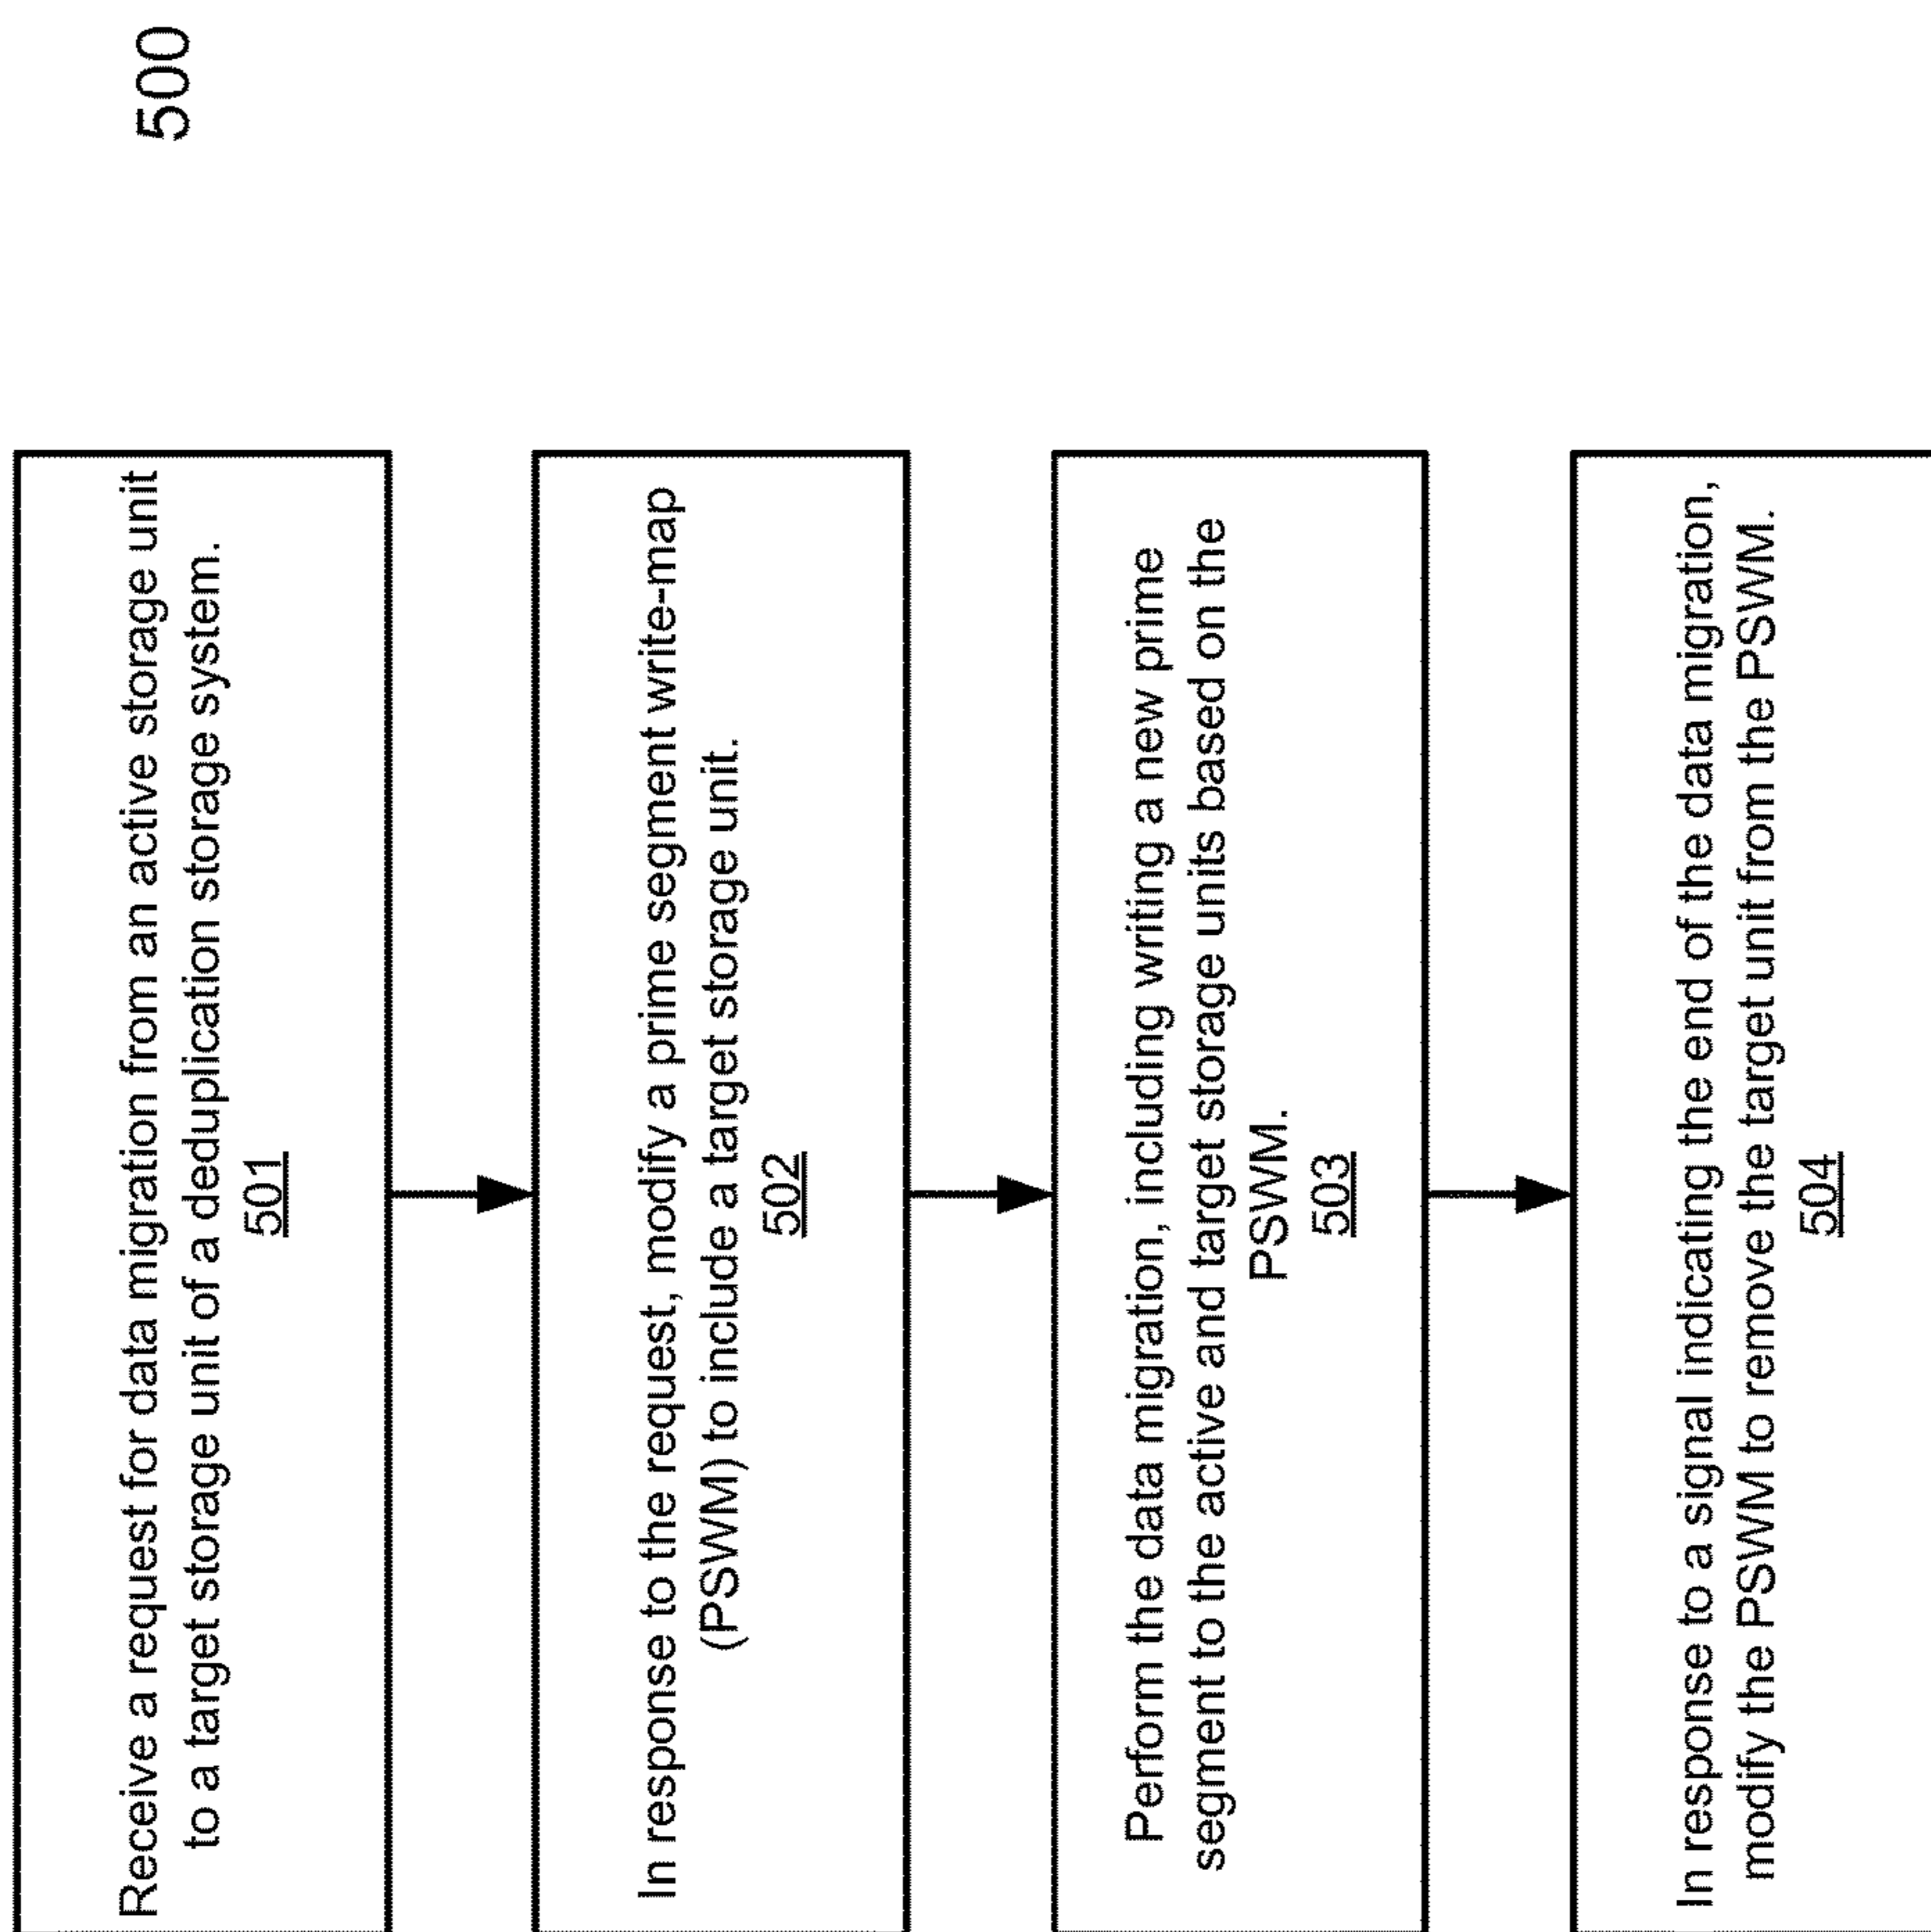 500
Receive a request for data migration from an active storage unit
to a target storage unit of a deduplication storage system.
501
In response to the request, modify a prime segment write-map
(PSWM) to include a target storage unit.
502
Perform the data migration, including writing a new prime
segment to the active and target storage units based on the
PSWM.
503
In response to a signal indicating the end of the data migration,
modify the PSWM to remove the target unit from the PSWM.
504